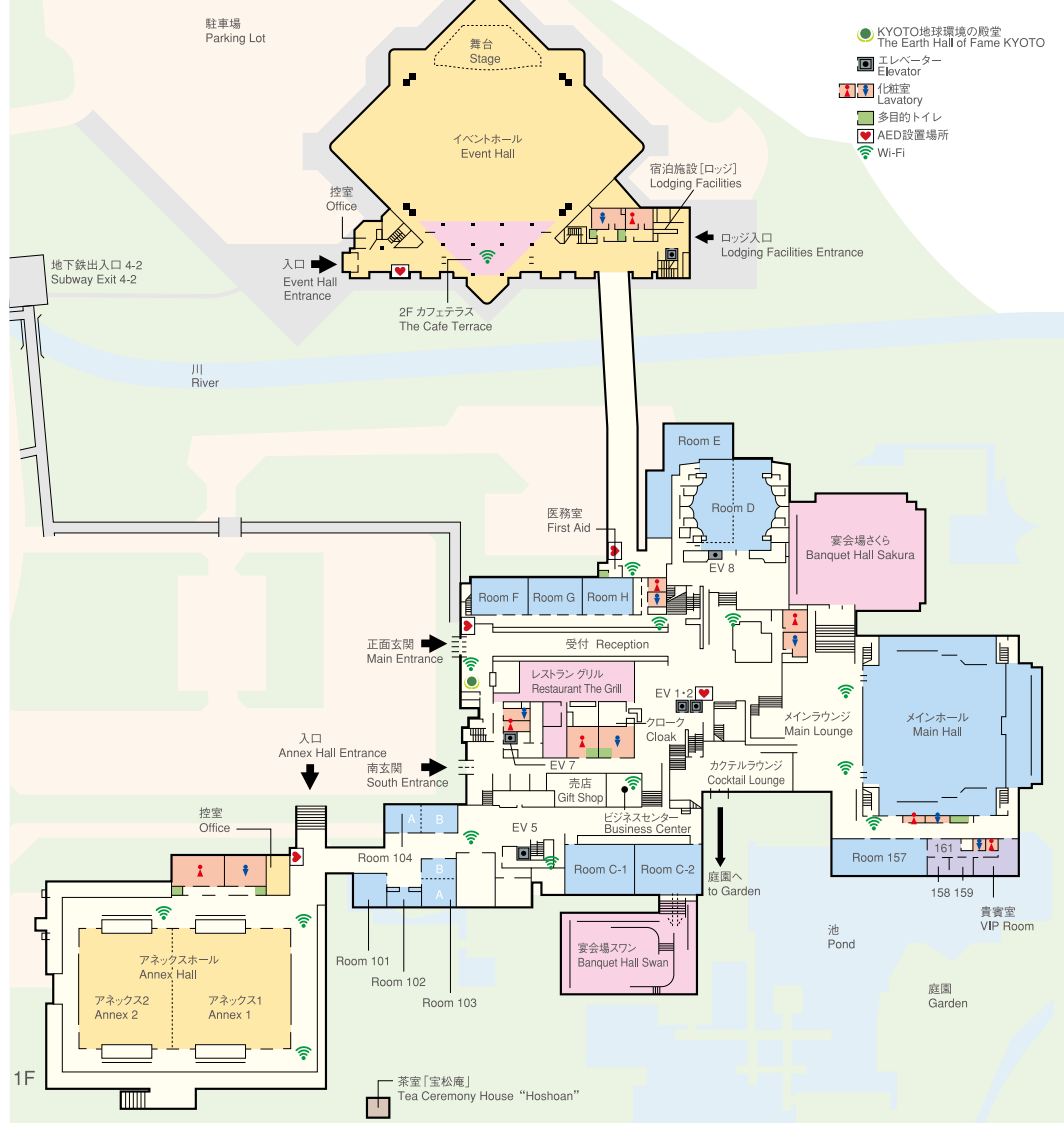 駐車場
Parking Lot
舞台
Stage
KYOTO地球環境の殿堂
The Earth Hall of Fame KYOTO
エレベーター
Elevator
化粧室
Lavatory
多目的トイレ
AED設置場所
Wi-Fi
イベントホール
Event Hall
宿泊施設[ロッジ]
Lodging Facilities
控室
Office
ロッジ入口
Lodging Facilities Entrance
入口
Event Hall
Entrance
地下鉄出入口 4-2
Subway Exit 4-2
2F カフェテラス
The Cafe Terrace
川
River
Room E
Room D
医務室
First Aid
宴会場さくら
Banquet Hall Sakura
EV 8
Room F
Room G
Room H
正面玄関
Main Entrance
受付 Reception
レストラン グリル
Restaurant The Grill
EV 1・2
クローク
Cloak
メインラウンジ
Main Lounge
メインホール
Main Hall
入口
Annex Hall Entrance
南玄関
South Entrance
EV 7
売店
Gift Shop
カクテルラウンジ
Cocktail Lounge
ビジネスセンター
Business Center
控室
Office
A
B
EV 5
Room 104
B
A
Room C-1
Room C-2
庭園へ
to Garden
Room 157
161
158
159
貴賓室
VIP Room
池
Pond
宴会場スワン
Banquet Hall Swan
Room 101
Room 102
Room 103
アネックスホール
Annex Hall
アネックス2
Annex 2
アネックス1
Annex 1
庭園
Garden
1F
茶室「宝松庵」
Tea Ceremony House “Hoshoan”